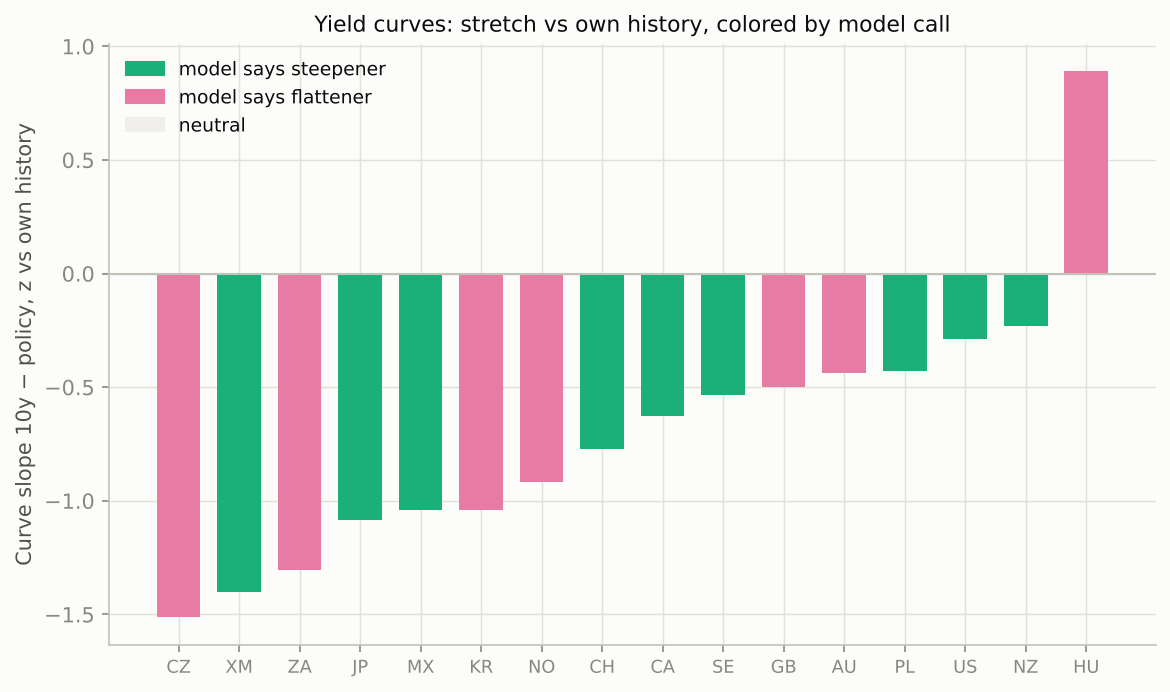 Yield curves: stretch vs own history, colored by model call
model says steepener
model says flattener
neutral
Curve slope 10y − policy, z vs own history
1.0
0.5
0.0
−0.5
−1.0
−1.5
CZ XM ZA JP MX KR NO CH CA SE GB AU PL US NZ HU